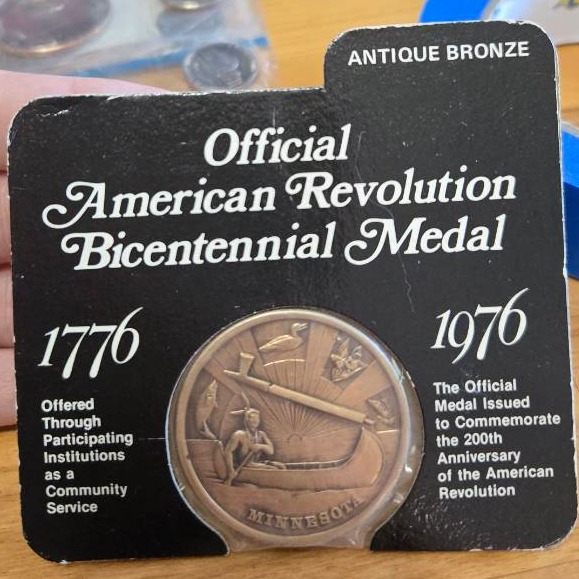 ANTIQUE BRONZE
Official
American Revolution
Bicentennial Medal
1776
1976
Offered
Through
Participating
Institutions
as a
Community
Service
The Official
Medal Issued
to Commemorate
the 200th
Anniversary
of the American
Revolution
MINNESOTA